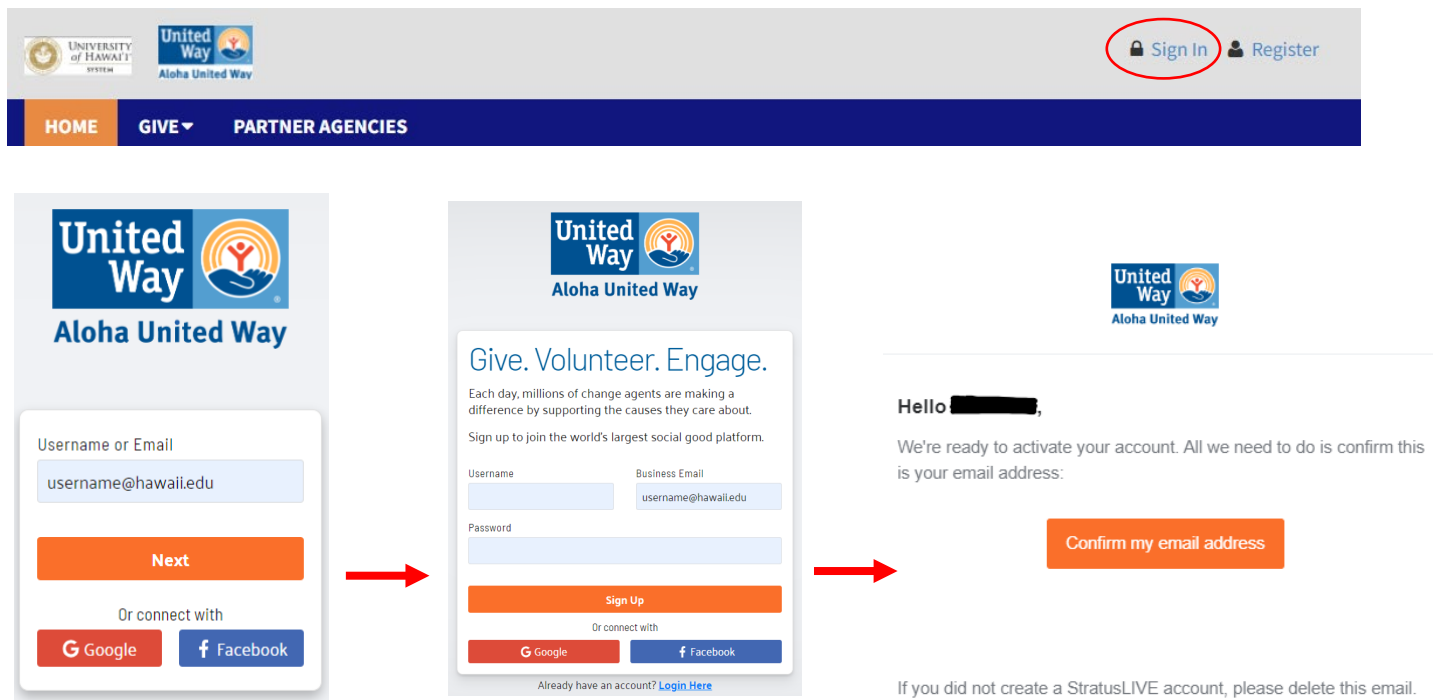 UNIVERSITY
of HAWAI'I
SYSTEM
United
Way
Aloha United Way
Sign In
Register
HOME
GIVE
PARTNER AGENCIES
United
Way
Aloha United Way
Username or Email
username@hawaii.edu
Next
Or connect with
G Google
f Facebook
United
Way
Aloha United Way
Give. Volunteer. Engage.
Each day, millions of change agents are making a
difference by supporting the causes they care about.
Sign up to join the world's largest social good platform.
Username
Business Email
username@hawaii.edu
Password
Sign Up
Or connect with
G Google
f Facebook
Already have an account? Login Here
United
Way
Aloha United Way
Hello ,
We're ready to activate your account. All we need to do is confirm this
is your email address:
Confirm my email address
If you did not create a StratusLIVE account, please delete this email.